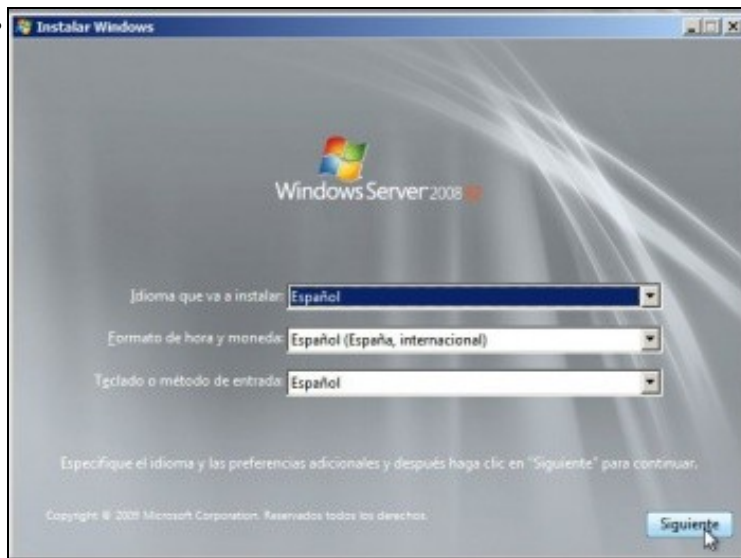 Instalar Windows
Windows Server 2008 R2
Idioma que va a instalar: Español
Formato de hora y moneda: Español (España, internacional)
Teclado o método de entrada: Español
Especifique el idioma y las preferencias adicionales y después haga clic en "Siguiente" para continuar.
Copyright © 2009 Microsoft Corporation. Reservados todos los derechos.
Siguiente